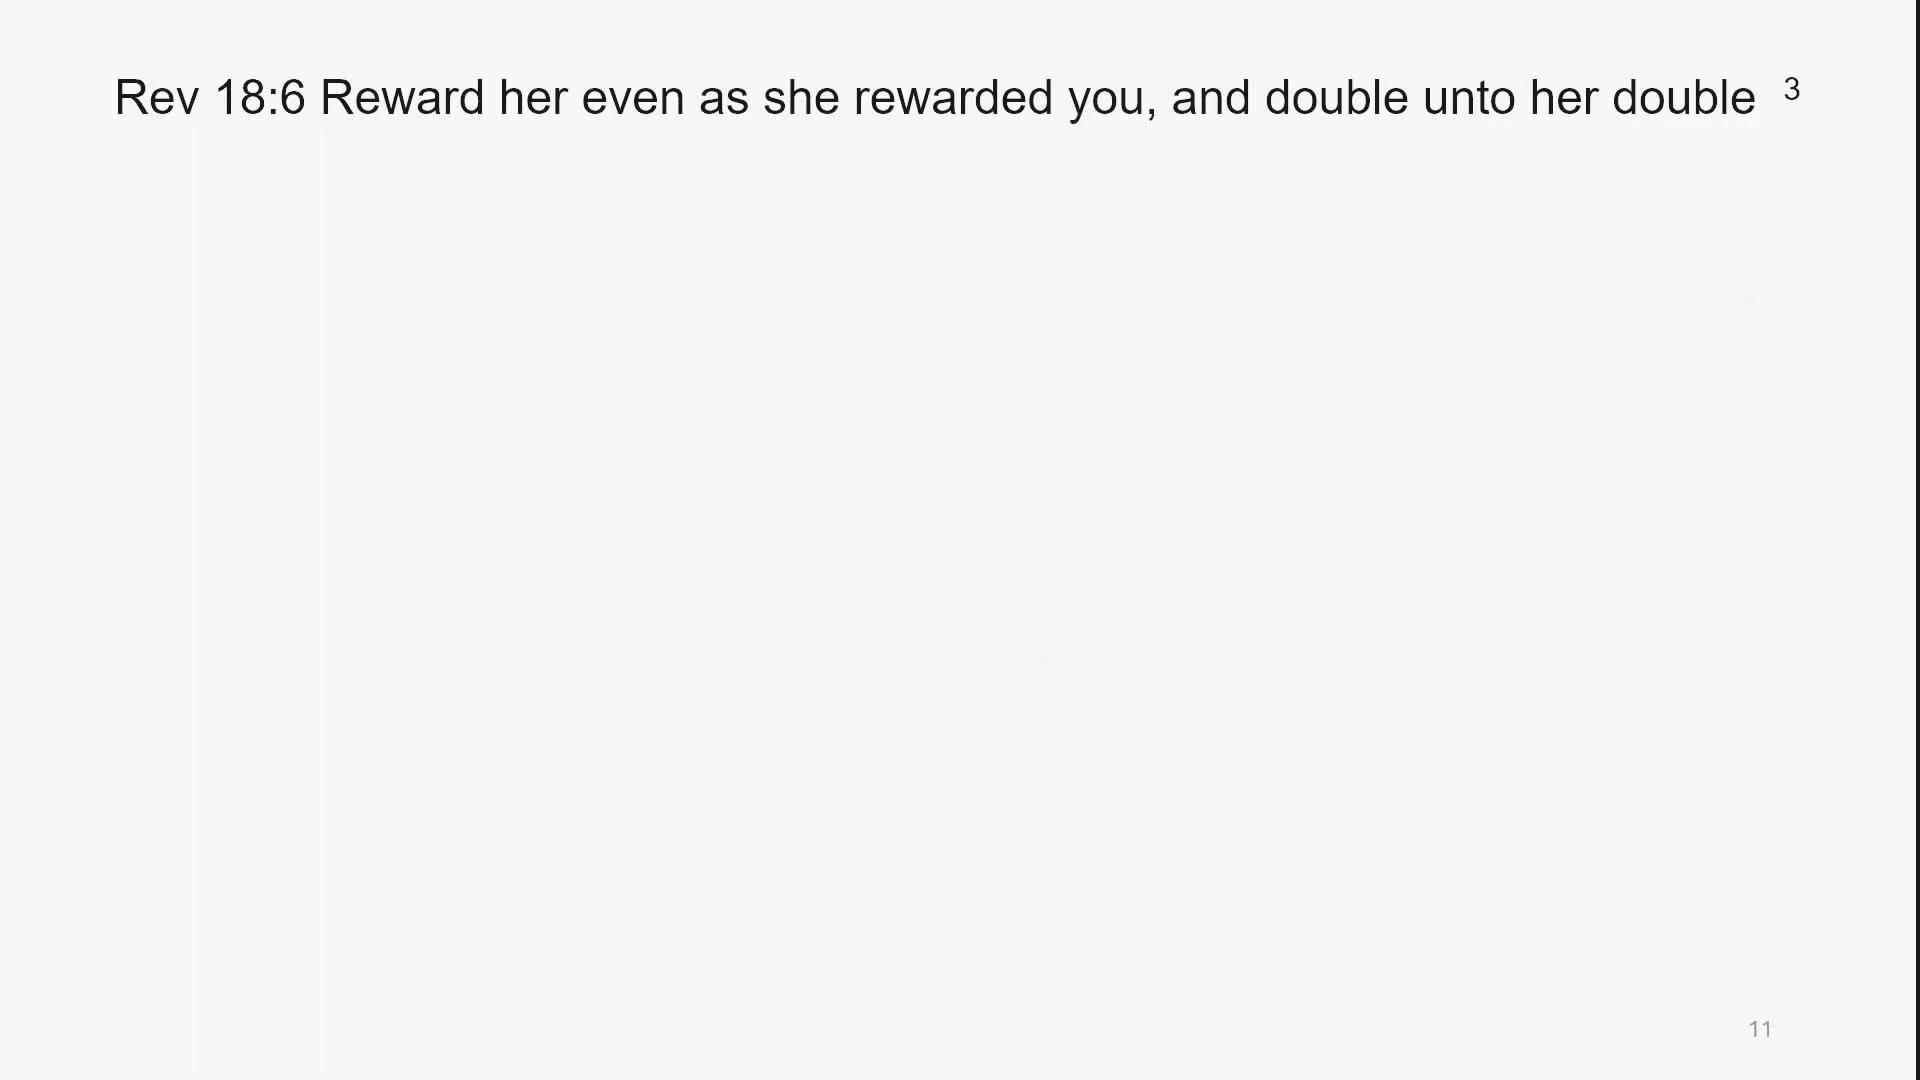 Rev 18:6 Reward her even as she rewarded you, and double unto her double 3
11